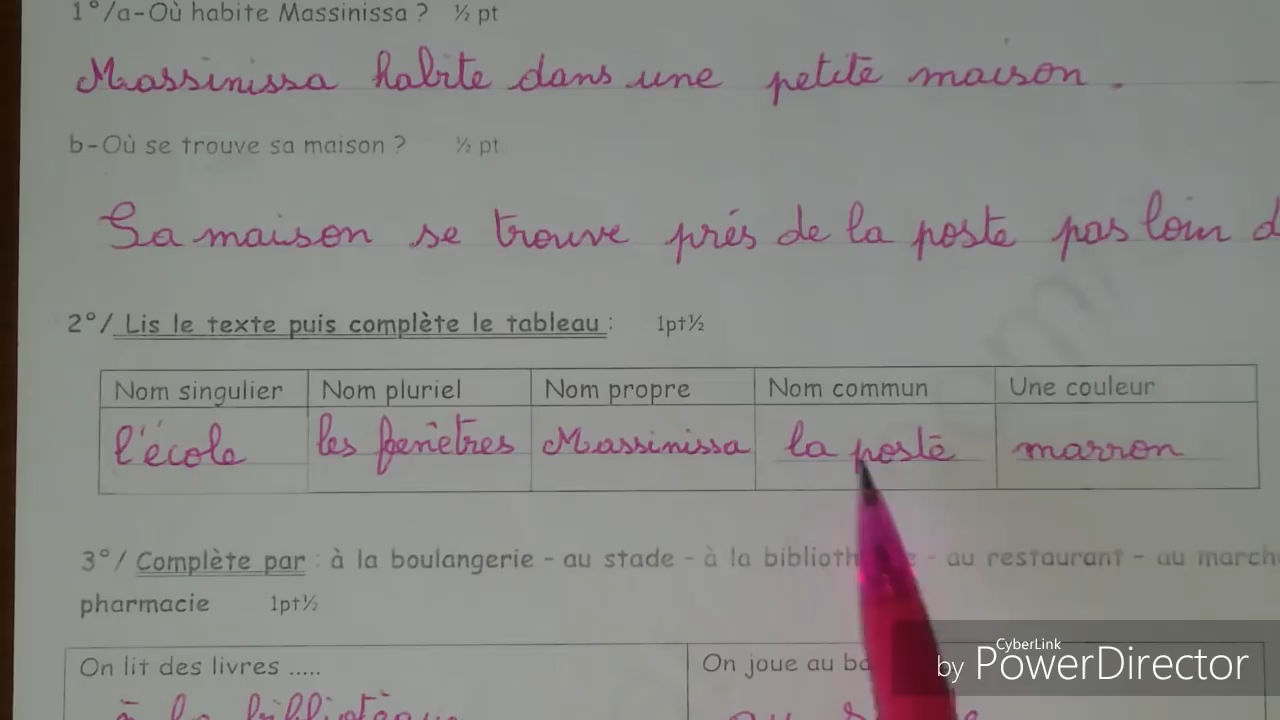 1°/a-Où habite Massinissa ? ½ pt
Massinissa habite dans une petite maison.
b-Où se trouve sa maison ? ½ pt
Sa maison se trouve prés de la poste pas loin d
2°/ Lis le texte puis complète le tableau : 1pt½
Nom singulier Nom pluriel Nom propre Nom commun Une couleur
l'école les fenêtres Massinissa la poste marron
3°/ Complète par : à la boulangerie - au stade - à la biblioth - au restaurant - au march
pharmacie 1pt½
On lit des livres ..... On joue au ba
à la
CyberLink
by PowerDirector